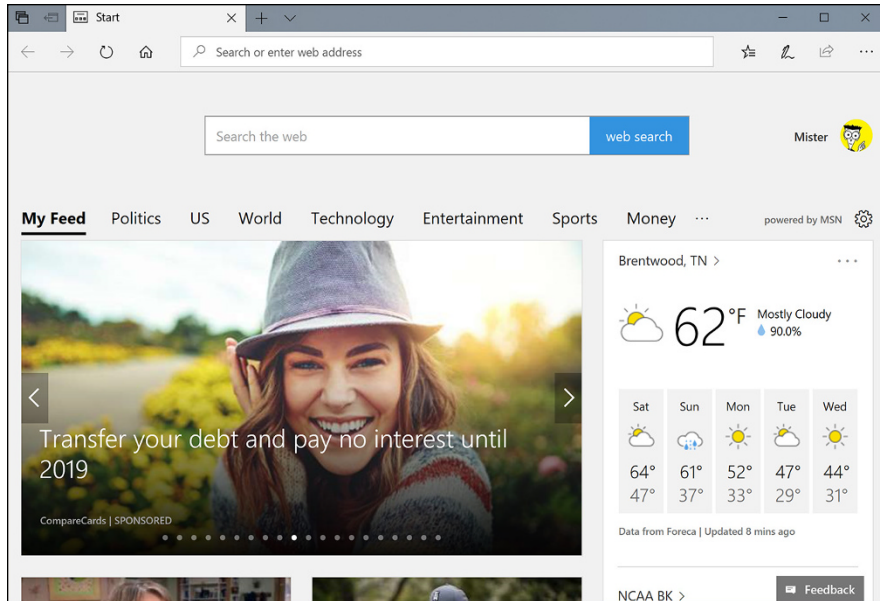 Start
Search or enter web address
Search the web
web search
Mister
My Feed
Politics
US
World
Technology
Entertainment
Sports
Money
...
powered by MSN
Transfer your debt and pay no interest until
2019
CompareCards | SPONSORED
Brentwood, TN >
62°F
Mostly Cloudy
90.0%
Sat Sun Mon Tue Wed
64° 61° 52° 47° 44°
47° 37° 33° 29° 31°
Data from Foreca | Updated 8 mins ago
NCAA BK >
Feedback